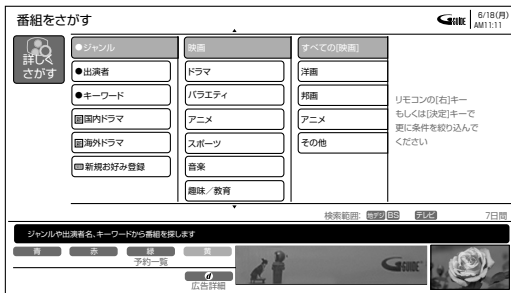 番組をさがす
G GUIDE 6/18(月)
AM11:11
詳しく
さがす
●ジャンル
●出演者
●キーワード
国内ドラマ
海外ドラマ
新規お好み登録
映画
ドラマ
バラエティ
アニメ
スポーツ
音楽
趣味／教育
すべての[映画]
洋画
邦画
アニメ
その他
リモコンの[右]キー
もしくは[決定]キーで
更に条件を絞り込んで
ください
検索範囲: 地デジ BS テレビ 7日間
ジャンルや出演者名、キーワードから番組を探します
青 赤 緑 黄
予約一覧
d
広告詳細
G GUIDE